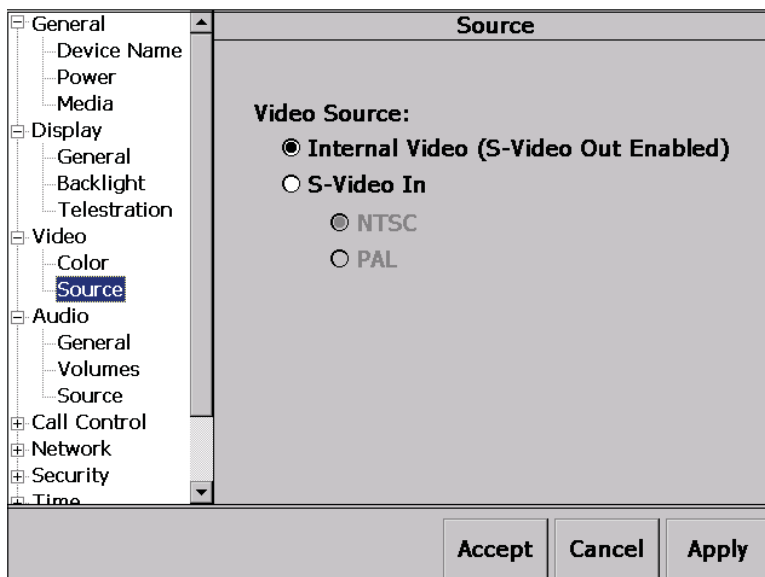 General
Device Name
Power
Media
Display
General
Backlight
Telestration
Video
Color
Source
Audio
General
Volumes
Source
Call Control
Network
Security
Time
Source
Video Source:
Internal Video (S-Video Out Enabled)
S-Video In
NTSC
PAL
Accept
Cancel
Apply